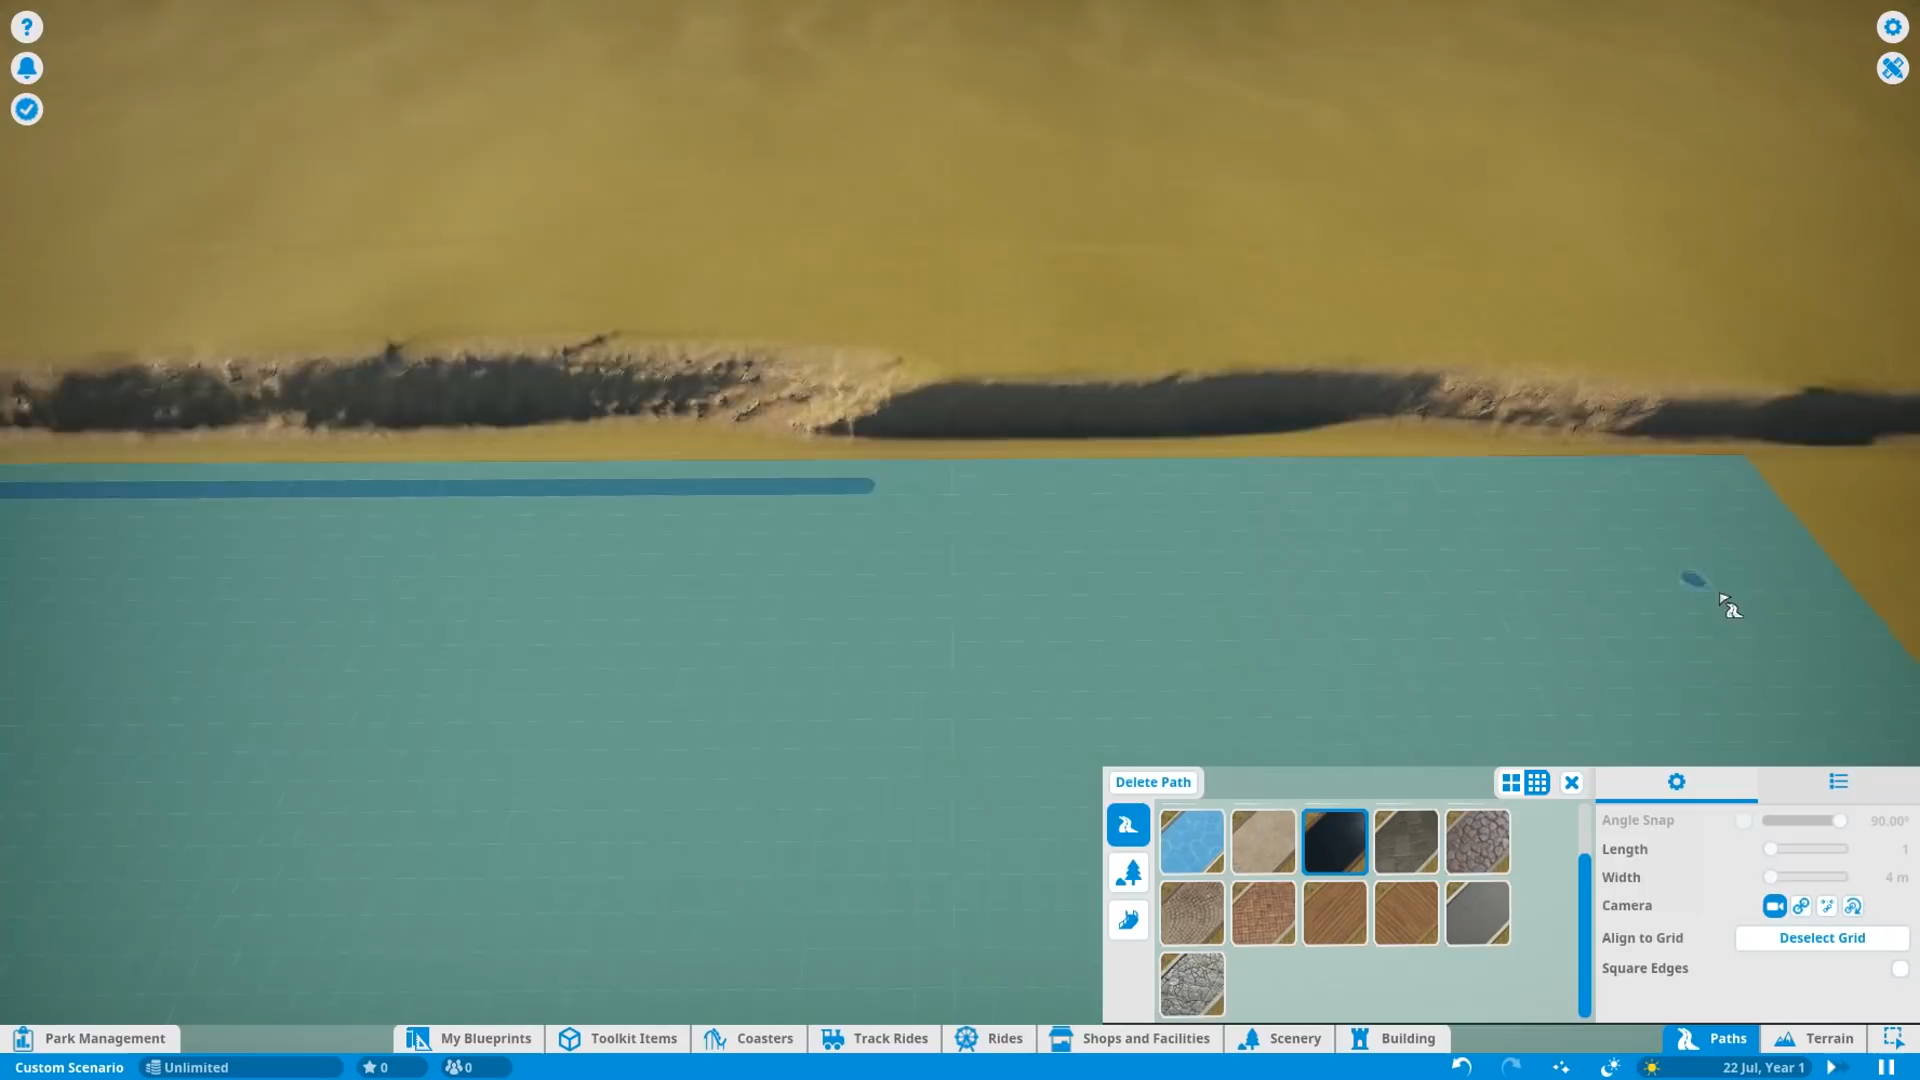 ?
Delete Path
Angle Snap 90.00°
Length 1
Width 4 m
Camera
Align to Grid Deselect Grid
Square Edges
Park Management My Blueprints Toolkit Items Coasters Track Rides Rides Shops and Facilities Scenery Building Paths Terrain
Custom Scenario Unlimited 0 0 22 Jul, Year 1